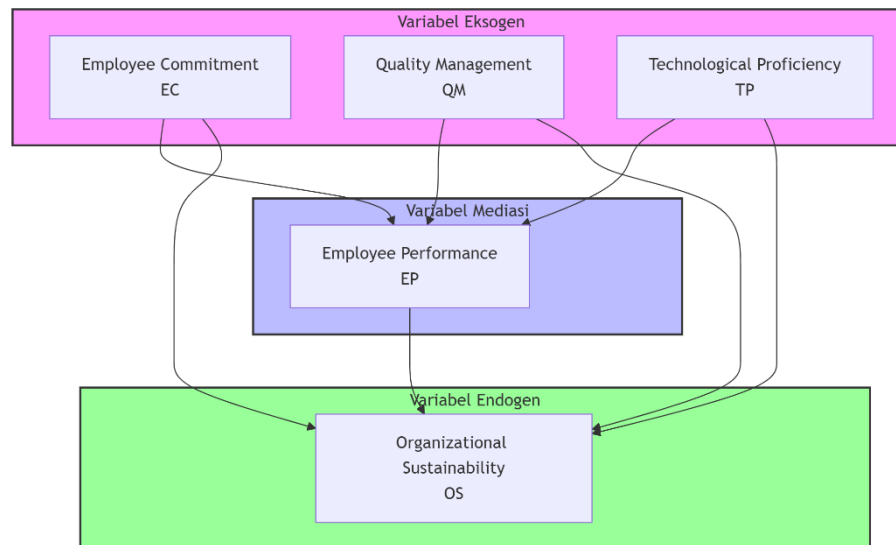 Variabel Eksogen
Employee Commitment
EC
Quality Management
QM
Technological Proficiency
TP
Variabel Mediasi
Employee Performance
EP
Variabel Endogen
Organizational
Sustainability
OS